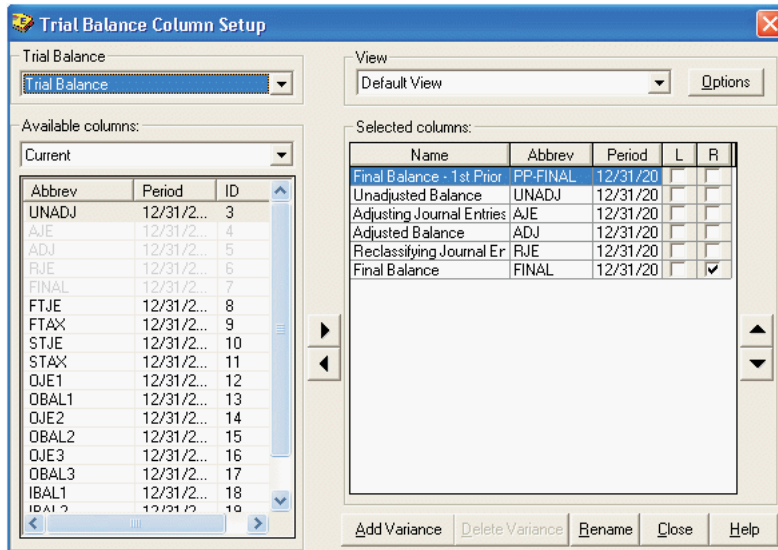 Trial Balance Column Setup
Trial Balance
Trial Balance
View
Default View
Options
Available columns:
Current
Abbrev Period ID
UNADJ 12/31/2... 3
AJE 12/31/2... 4
ADJ 12/31/2... 5
RJE 12/31/2... 6
FINAL 12/31/2... 7
FTJE 12/31/2... 8
FTAX 12/31/2... 9
STJE 12/31/2... 10
STAX 12/31/2... 11
OJE1 12/31/2... 12
OBAL1 12/31/2... 13
OJE2 12/31/2... 14
OBAL2 12/31/2... 15
OJE3 12/31/2... 16
OBAL3 12/31/2... 17
IBAL1 12/31/2... 18
IBAL2 12/31/2... 19
Selected columns:
Name Abbrev Period L R
Final Balance - 1st Prior PP-FINAL 12/31/20
Unadjusted Balance UNADJ 12/31/20
Adjusting Journal Entries AJE 12/31/20
Adjusted Balance ADJ 12/31/20
Reclassifying Journal Er RJE 12/31/20
Final Balance FINAL 12/31/20
Add Variance Delete Variance Rename Close Help